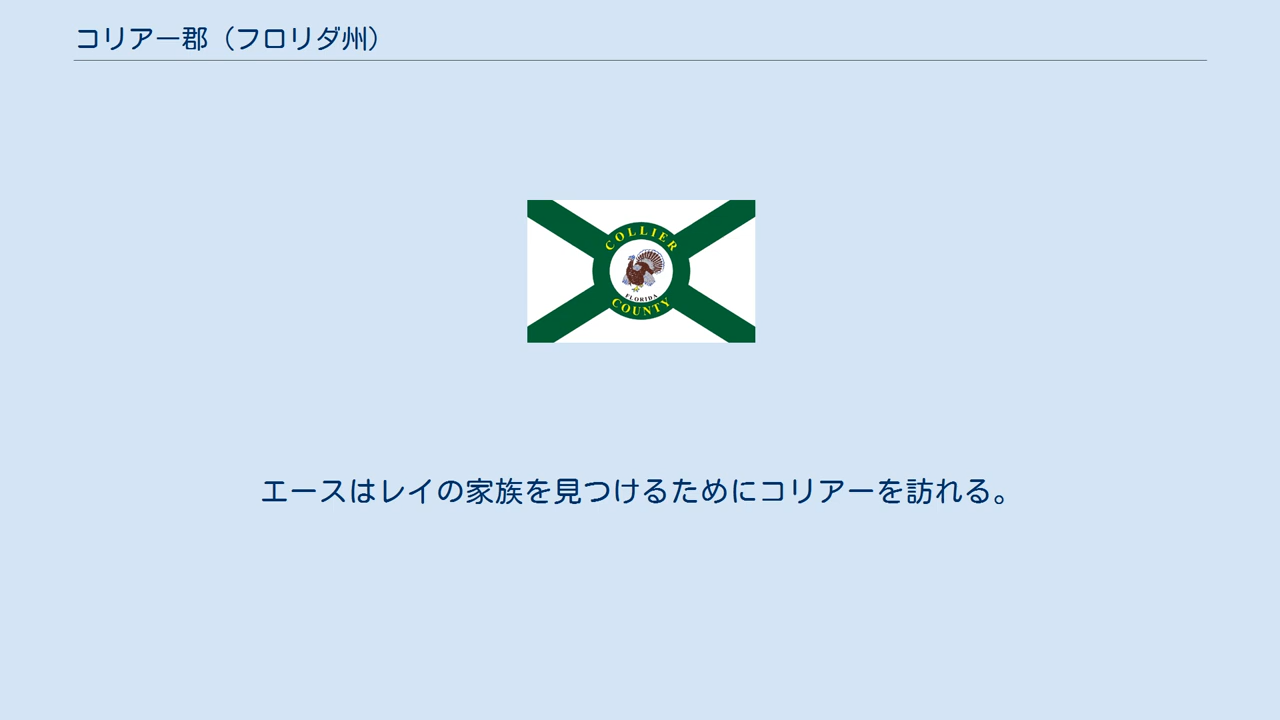 コリアー郡（フロリダ州）
COLLIER
FLORIDA
COUNTY
エースはレイの家族を見つけるためにコリアーを訪れる。